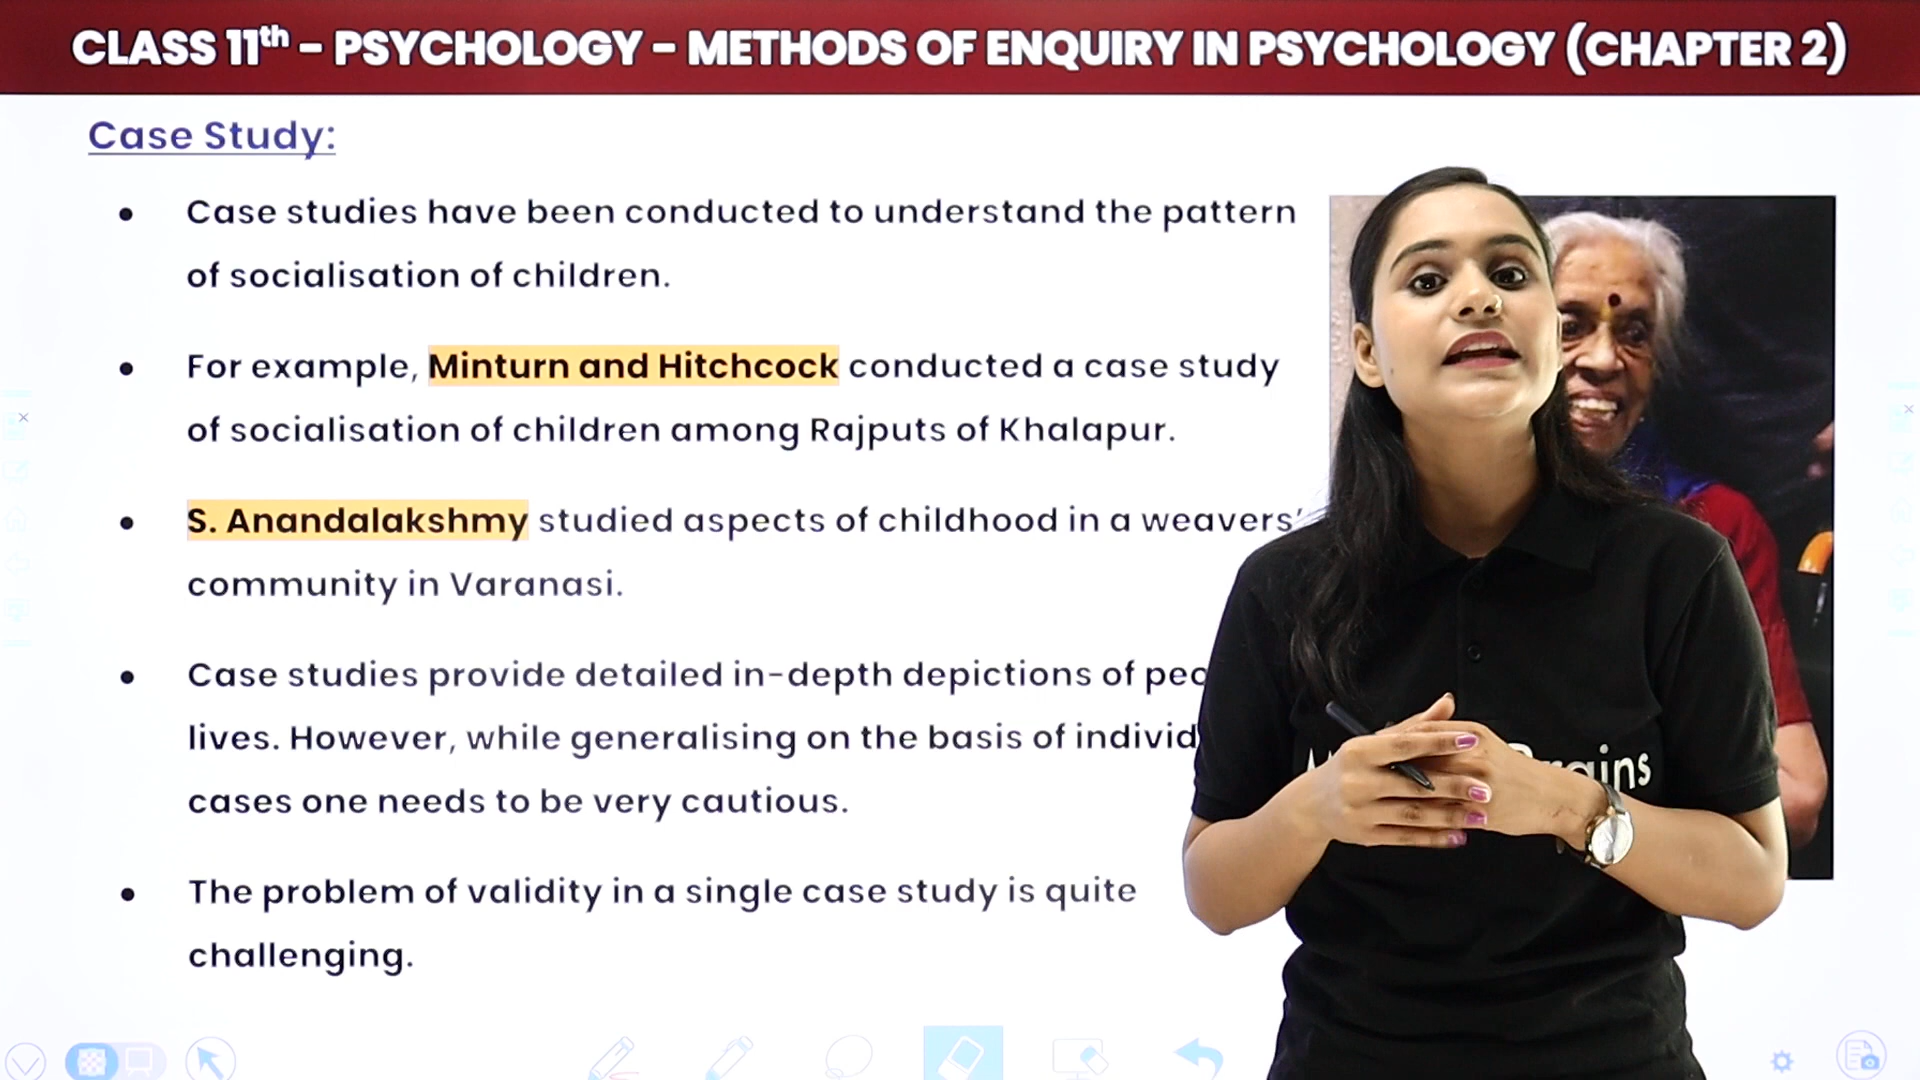 CLASS 11th – PSYCHOLOGY – METHODS OF ENQUIRY IN PSYCHOLOGY (CHAPTER 2)
Case Study:
• Case studies have been conducted to understand the pattern
of socialisation of children.
• For example, Minturn and Hitchcock conducted a case study
of socialisation of children among Rajputs of Khalapur.
• S. Anandalakshmy studied aspects of childhood in a weavers'
community in Varanasi.
• Case studies provide detailed in-depth depictions of
lives. However, while generalising on the basis of
cases one needs to be very cautious.
• The problem of validity in a single case study is quite
challenging.